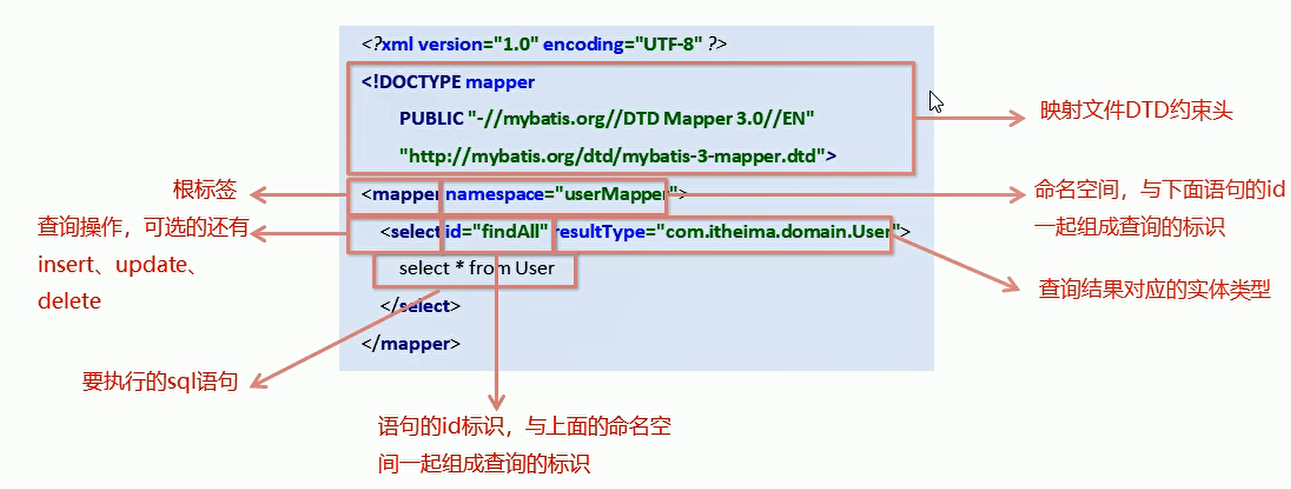 <?xml version="1.0" encoding="UTF-8" ?>
<!DOCTYPE mapper
PUBLIC "-//mybatis.org//DTD Mapper 3.0//EN"
"http://mybatis.org/dtd/mybatis-3-mapper.dtd">
<mapper namespace="userMapper">
<select id="findAll" resultType="com.itheima.domain.User">
select * from User
</select>
</mapper>
映射文件DTD约束头
根标签
命名空间，与下面语句的id
一起组成查询的标识
查询操作，可选的还有
insert、update、
delete
查询结果对应的实体类型
要执行的sql语句
语句的id标识，与上面的命名空
间一起组成查询的标识